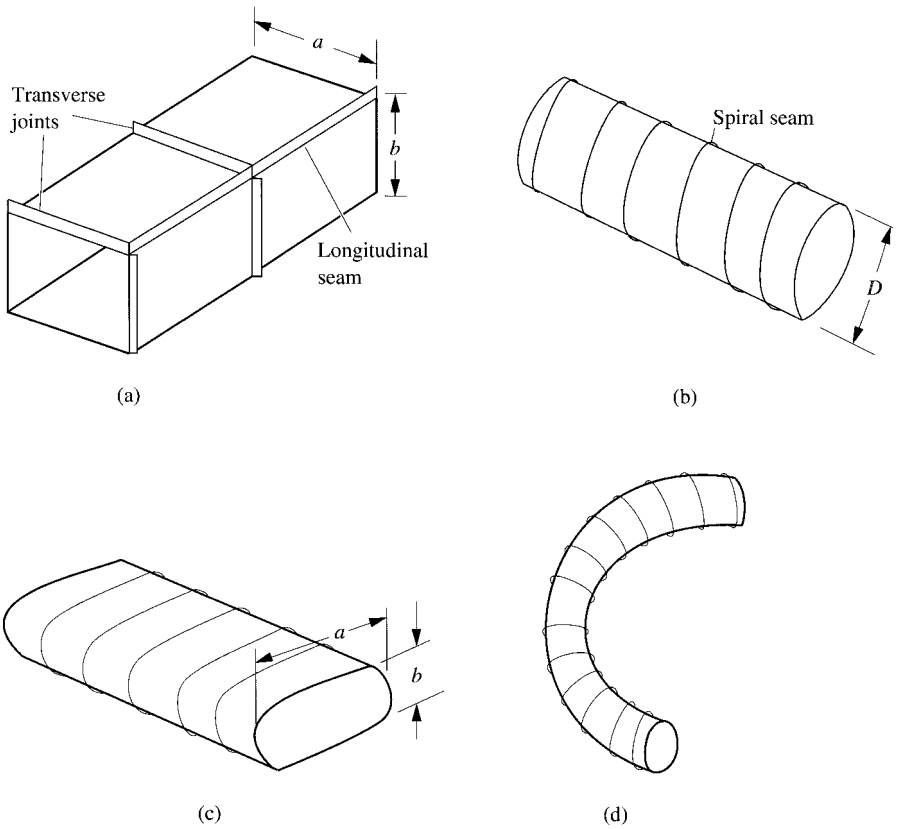 a
Transverse
joints
b
Longitudinal
seam
(a)
Spiral seam
D
(b)
a
b
(c)
(d)